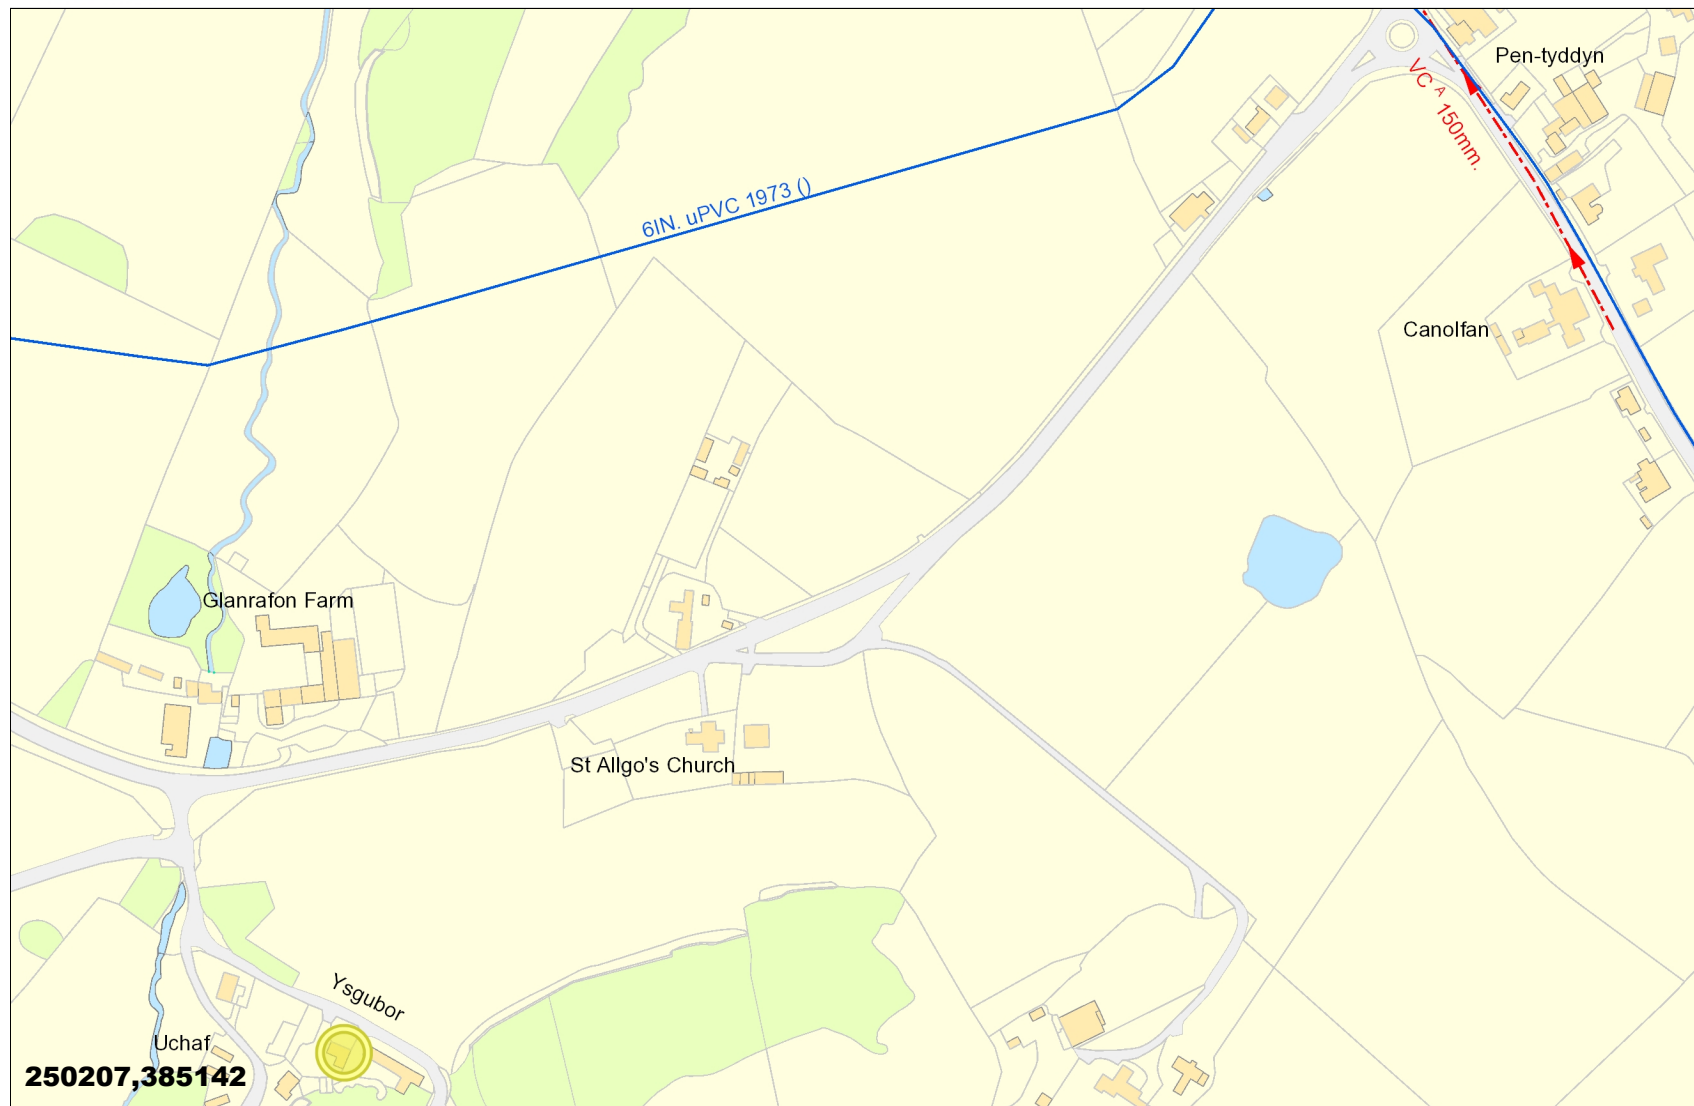 Pen-tyddyn
VC A 150mm.
6IN. uPVC 1973 ()
Canolfan
Glanrafon Farm
St Allgo's Church
Ysgubor
Uchaf
250207,385142